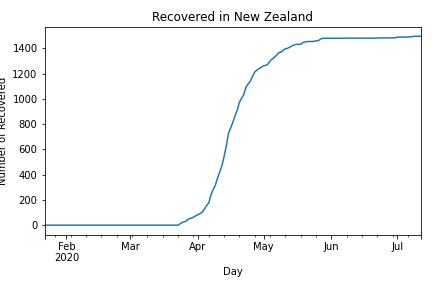 Recovered in New Zealand
Number of Recovered
1400
1200
1000
800
600
400
200
0
Feb
2020
Mar
Apr
May
Jun
Jul
Day